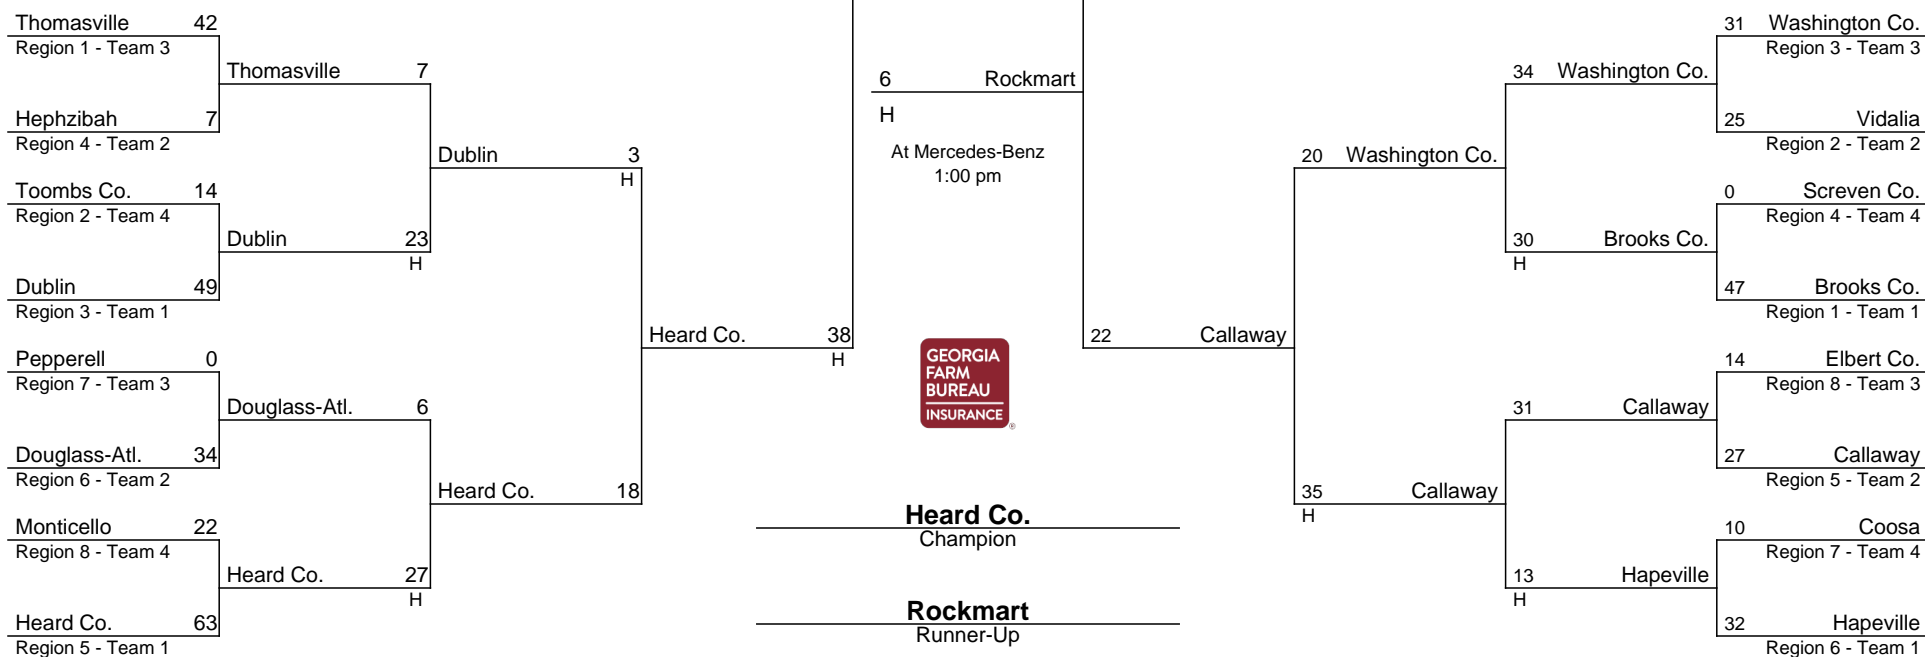 Thomasville 42
Region 1 - Team 3
Thomasville 7
Hephzibah 7
Region 4 - Team 2
Dublin 3
H
Toombs Co. 14
Region 2 - Team 4
Dublin 23
H
Dublin 49
Region 3 - Team 1
Heard Co. 38
H
Pepperell 0
Region 7 - Team 3
Douglass-Atl. 6
Douglass-Atl. 34
Region 6 - Team 2
Heard Co. 18
Monticello 22
Region 8 - Team 4
Heard Co. 27
H
Heard Co. 63
Region 5 - Team 1
6 Rockmart
H
At Mercedes-Benz
1:00 pm
GEORGIA
FARM
BUREAU
INSURANCE
®
Heard Co.
Champion
Rockmart
Runner-Up
31 Washington Co.
Region 3 - Team 3
34 Washington Co.
25 Vidalia
Region 2 - Team 2
20 Washington Co.
0 Screven Co.
Region 4 - Team 4
30 Brooks Co.
H
47 Brooks Co.
Region 1 - Team 1
22 Callaway
14 Elbert Co.
Region 8 - Team 3
31 Callaway
27 Callaway
Region 5 - Team 2
35 Callaway
H
10 Coosa
Region 7 - Team 4
13 Hapeville
H
32 Hapeville
Region 6 - Team 1